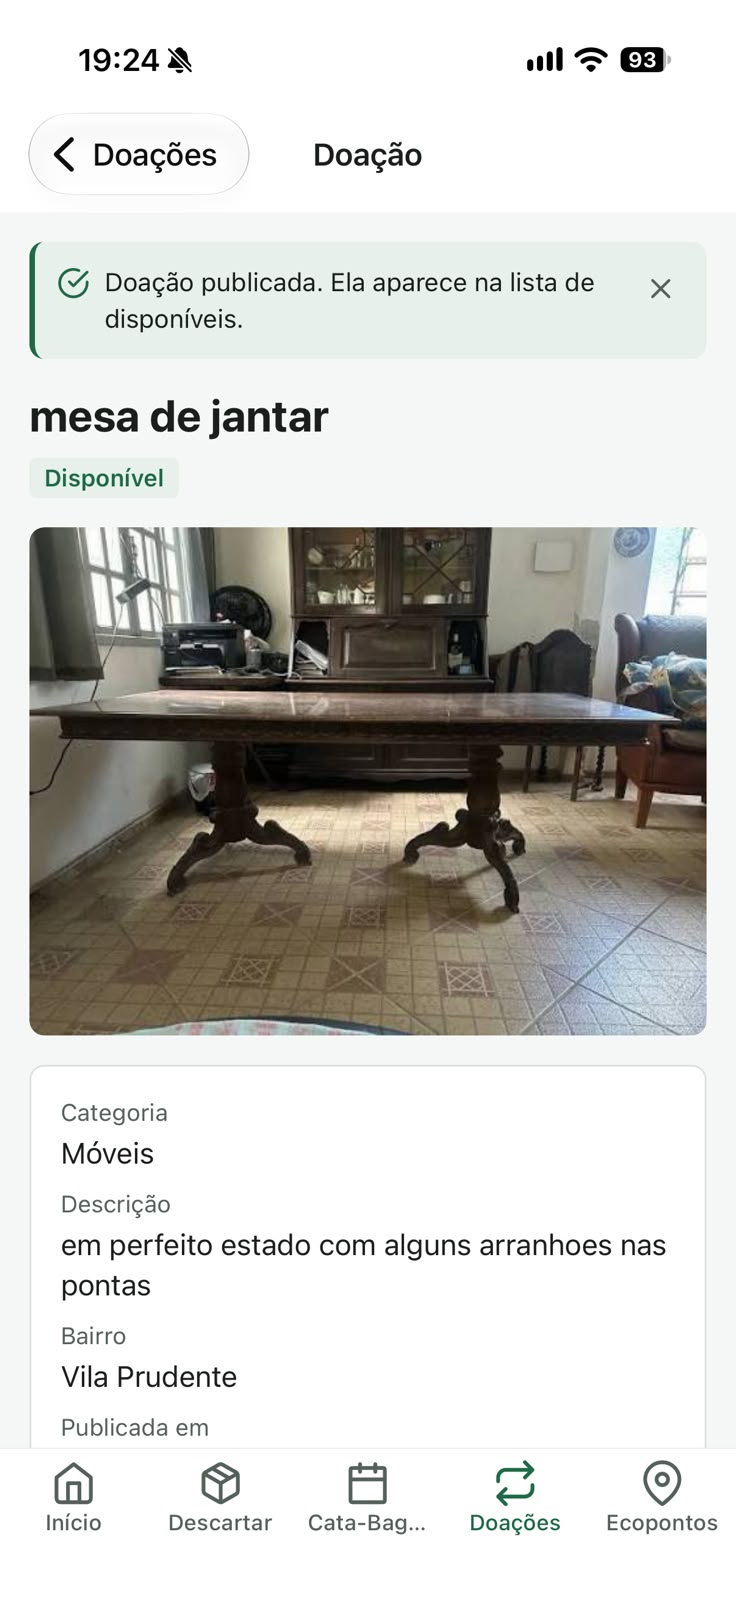 19:24
93
Doações
Doação
Doação publicada. Ela aparece na lista de
disponíveis.
mesa de jantar
Disponível
Categoria
Móveis
Descrição
em perfeito estado com alguns arranhoes nas
pontas
Bairro
Vila Prudente
Publicada em
Início
Descartar
Cata-Bag...
Doações
Ecopontos